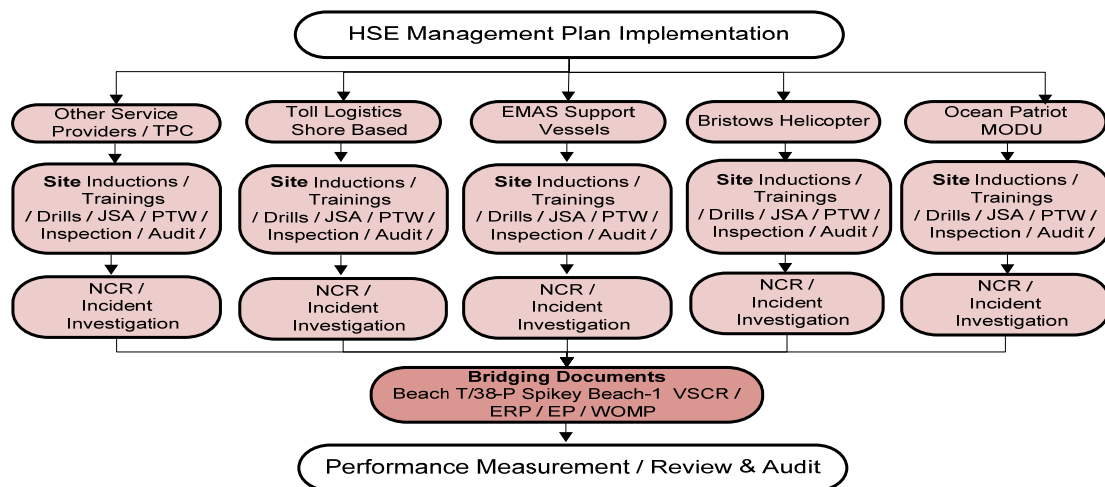 HSE Management Plan Implementation
Other Service
Providers / TPC
Toll Logistics
Shore Based
EMAS Support
Vessels
Bristows Helicopter
Ocean Patriot
MODU
Site Inductions /
Trainings
/ Drills / JSA / PTW /
Inspection / Audit /
Site Inductions /
Trainings
/ Drills / JSA / PTW /
Inspection / Audit /
Site Inductions /
Trainings
/ Drills / JSA / PTW /
Inspection / Audit /
Site Inductions /
Trainings
/ Drills / JSA / PTW /
Inspection / Audit /
Site Inductions /
Trainings
/ Drills / JSA / PTW /
Inspection / Audit /
NCR /
Incident
Investigation
NCR /
Incident
Investigation
NCR /
Incident
Investigation
NCR /
Incident
Investigation
NCR /
Incident
Investigation
Bridging Documents
Beach T/38-P Spikey Beach-1 VSCR /
ERP / EP / WOMP
Performance Measurement / Review & Audit